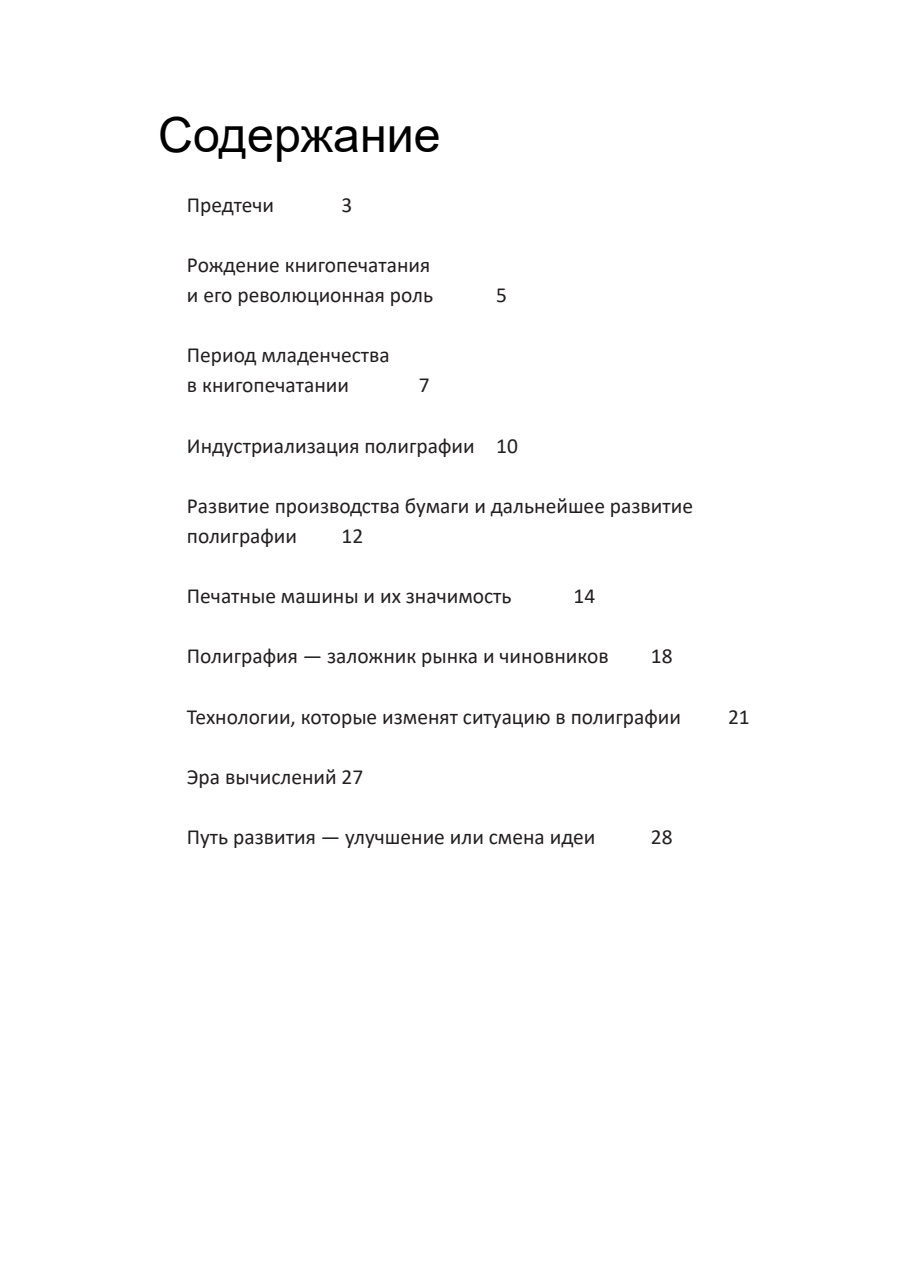 Содержание
Предтечи 3
Рождение книгопечатания
и его революционная роль 5
Период младенчества
в книгопечатании 7
Индустриализация полиграфии 10
Развитие производства бумаги и дальнейшее развитие
полиграфии 12
Печатные машины и их значимость 14
Полиграфия — заложник рынка и чиновников 18
Технологии, которые изменят ситуацию в полиграфии 21
Эра вычислений 27
Путь развития — улучшение или смена идеи 28